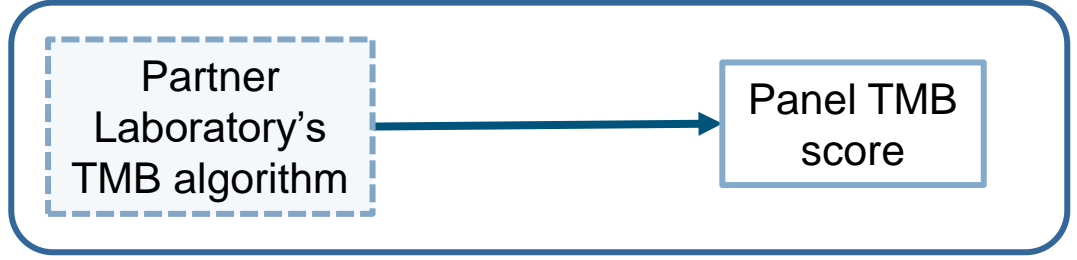 Partner
Laboratory’s
TMB algorithm
Panel TMB
score